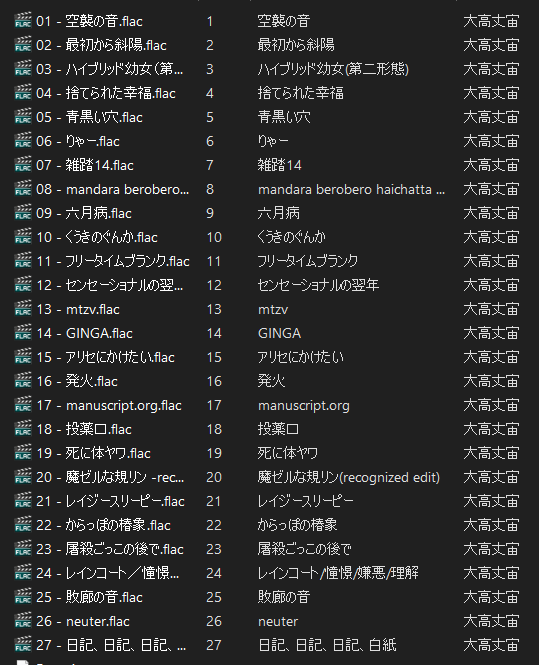 01 - 空襲の音.flac 1 空襲の音 大高丈宙
02 - 最初から斜陽.flac 2 最初から斜陽 大高丈宙
03 - ハイブリッド幼女（第... 3 ハイブリッド幼女(第二形態) 大高丈宙
04 - 捨てられた幸福.flac 4 捨てられた幸福 大高丈宙
05 - 青黒い穴.flac 5 青黒い穴 大高丈宙
06 - りゃー.flac 6 りゃー 大高丈宙
07 - 雑踏14.flac 7 雑踏14 大高丈宙
08 - mandara berobero... 8 mandara berobero haichatta ... 大高丈宙
09 - 六月病.flac 9 六月病 大高丈宙
10 - くうきのぐんか.flac 10 くうきのぐんか 大高丈宙
11 - フリータイムブランク.flac 11 フリータイムブランク 大高丈宙
12 - センセーショナルの翌... 12 センセーショナルの翌年 大高丈宙
13 - mtzv.flac 13 mtzv 大高丈宙
14 - GINGA.flac 14 GINGA 大高丈宙
15 - アリセにかけたい.flac 15 アリセにかけたい 大高丈宙
16 - 発火.flac 16 発火 大高丈宙
17 - manuscript.org.flac 17 manuscript.org 大高丈宙
18 - 投薬口.flac 18 投薬口 大高丈宙
19 - 死に体ヤワ.flac 19 死に体ヤワ 大高丈宙
20 - 魔ゼルな規リン -rec... 20 魔ゼルな規リン(recognized edit) 大高丈宙
21 - レイジースリーピー.flac 21 レイジースリーピー 大高丈宙
22 - からっぽの椿象.flac 22 からっぽの椿象 大高丈宙
23 - 屠殺ごっこの後で.flac 23 屠殺ごっこの後で 大高丈宙
24 - レインコート／憧憬... 24 レインコート/憧憬/嫌悪/理解 大高丈宙
25 - 敗廊の音.flac 25 敗廊の音 大高丈宙
26 - neuter.flac 26 neuter 大高丈宙
27 - 日記、日記、日記、... 27 日記、日記、日記、白紙 大高丈宙